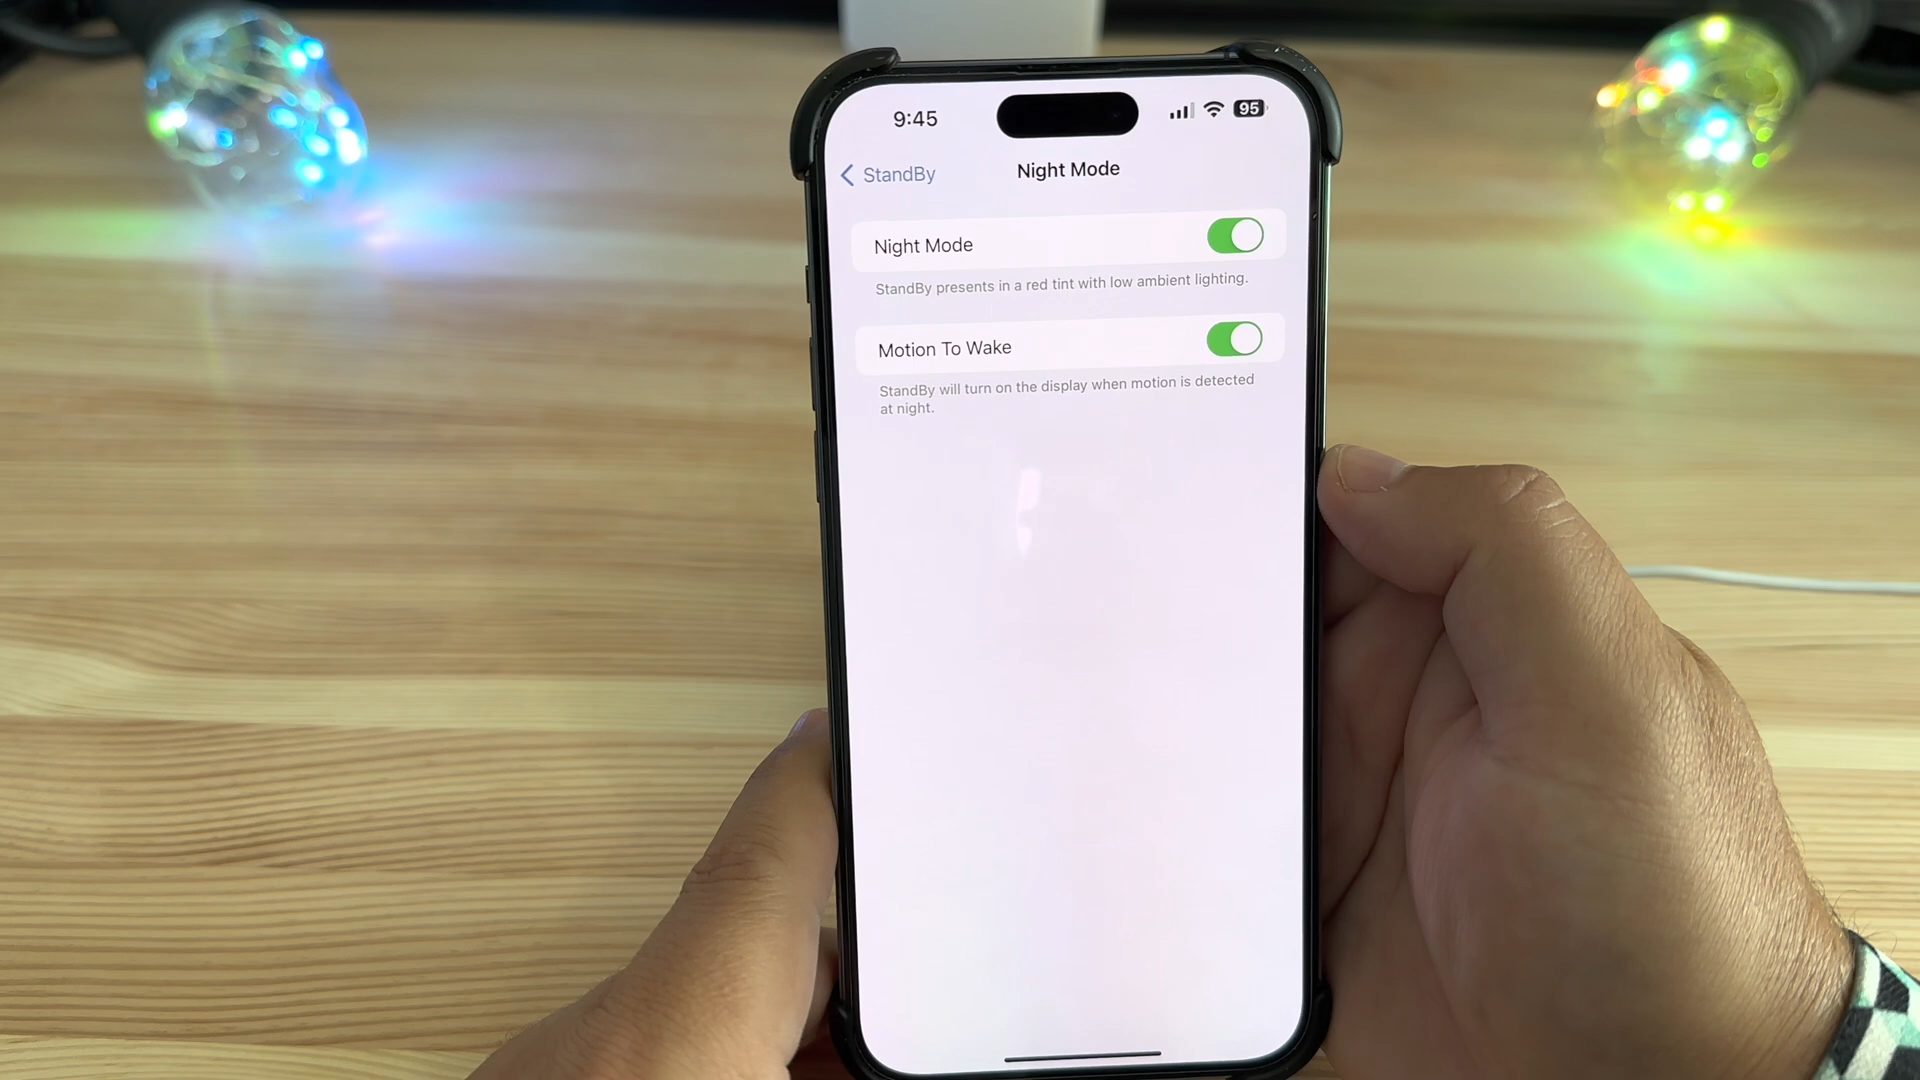 9:45
95
StandBy
Night Mode
Night Mode
StandBy presents in a red tint with low ambient lighting.
Motion To Wake
StandBy will turn on the display when motion is detected
at night.